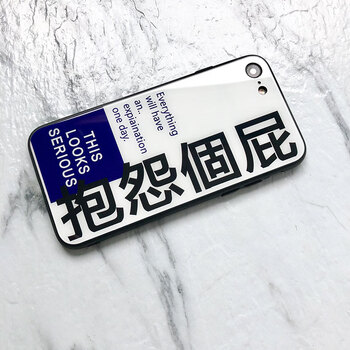 THIS
LOOKS
SERIOUS
Everything
will have
an..
explaination
one day.
抱怨個屁